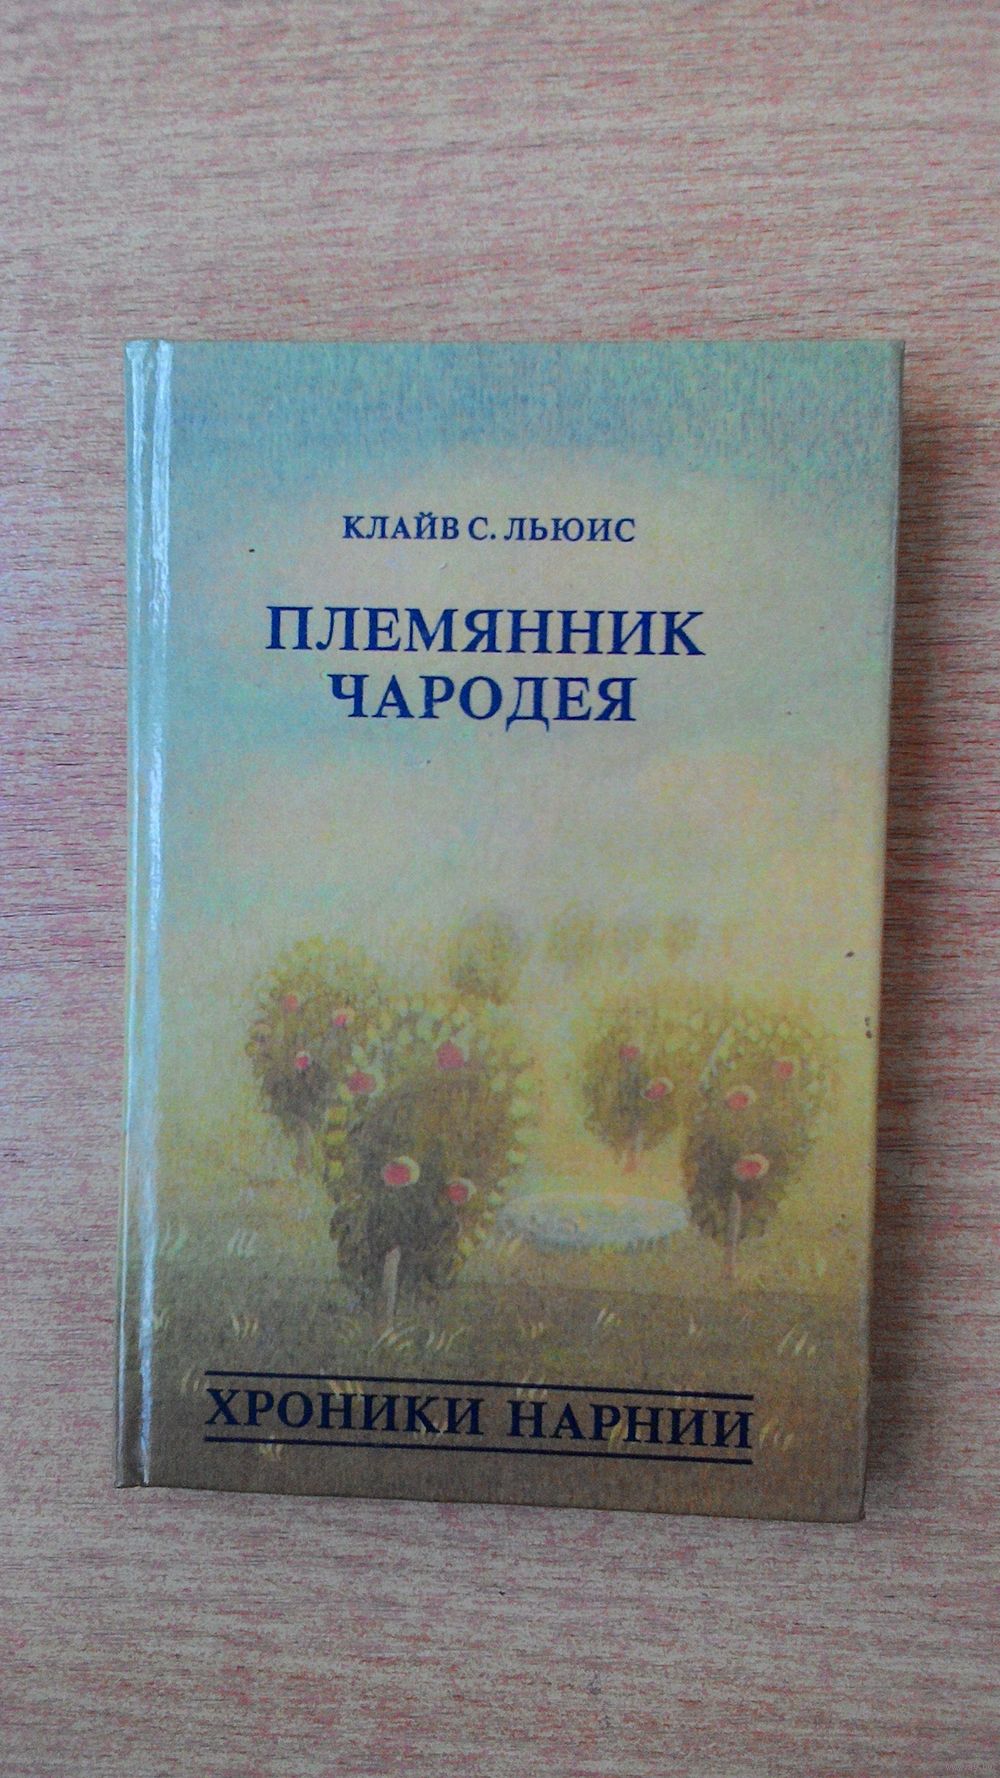 КЛАЙВ С. ЛЬЮИС
ПЛЕМЯННИК
ЧАРОДЕЯ
ХРОНИКИ НАРНИИ